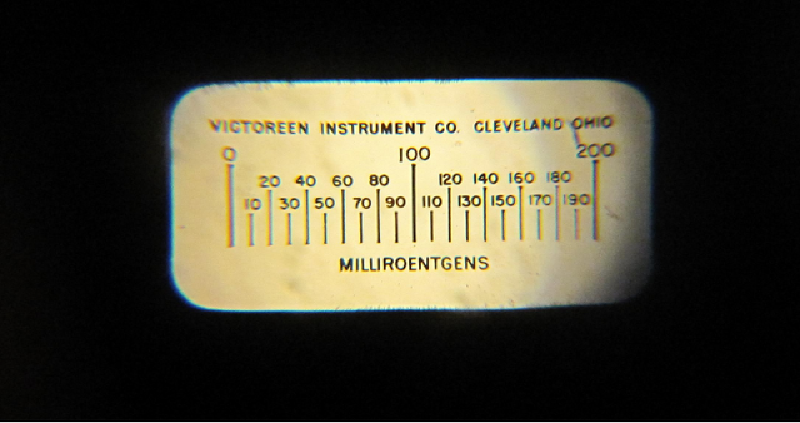 VICTOREEN INSTRUMENT CO. CLEVELAND OHIO
0 100 200
20 40 60 80 120 140 160 180
10 30 50 70 90 110 130 150 170 190
MILLIROENTGENS